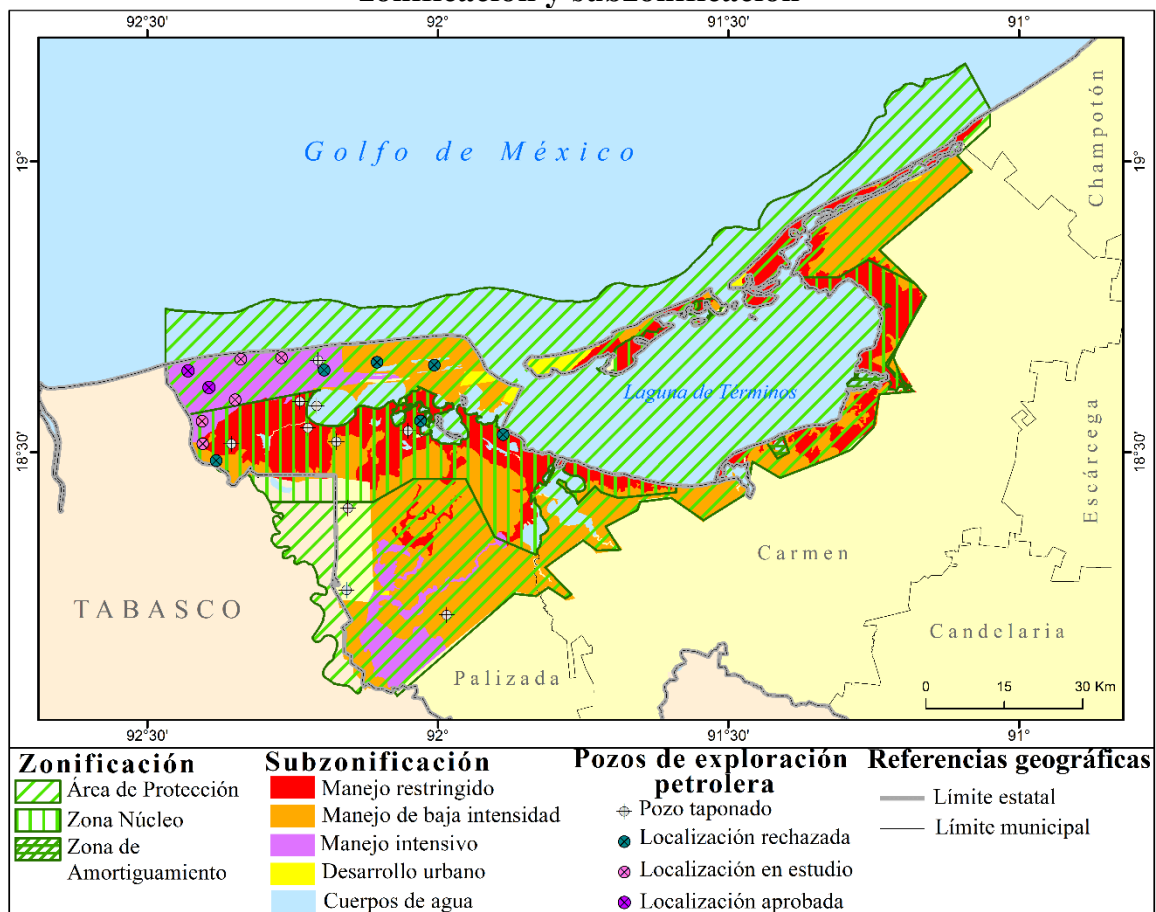 zonificación y subzonificación
92°30' 92° 91°30' 91°
19° 19°
18°30' 18°30'
Golfo de México
Champotón
Laguna de Términos
Escárcega
Carmen
TABASCO
Candelaria
Palizada
0 15 30 Km
92°30' 92° 91°30' 91°
Zonificación
Área de Protección
Zona Núcleo
Zona de
Amortiguamiento
Subzonificación
Manejo restringido
Manejo de baja intensidad
Manejo intensivo
Desarrollo urbano
Cuerpos de agua
Pozos de exploración
petrolera
Pozo taponado
Localización rechazada
Localización en estudio
Localización aprobada
Referencias geográficas
Límite estatal
Límite municipal